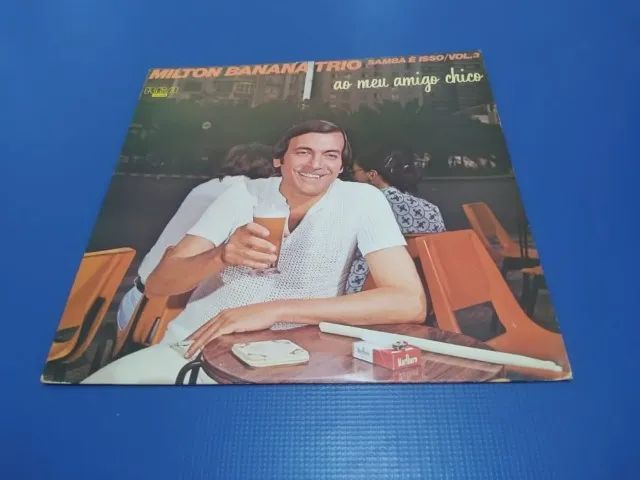 MILTON BANANA TRIO SAMBA É ISSO/VOL.3
ao meu amigo chico
RCA
Marlboro